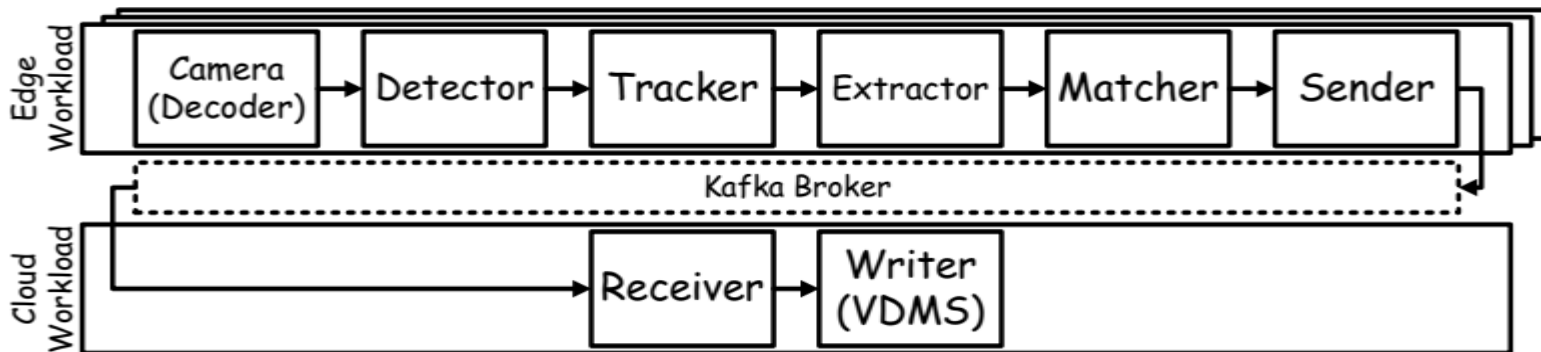 Edge
Workload
Camera
(Decoder)
Detector
Tracker
Extractor
Matcher
Sender
Kafka Broker
Cloud
Workload
Receiver
Writer
(VDMS)